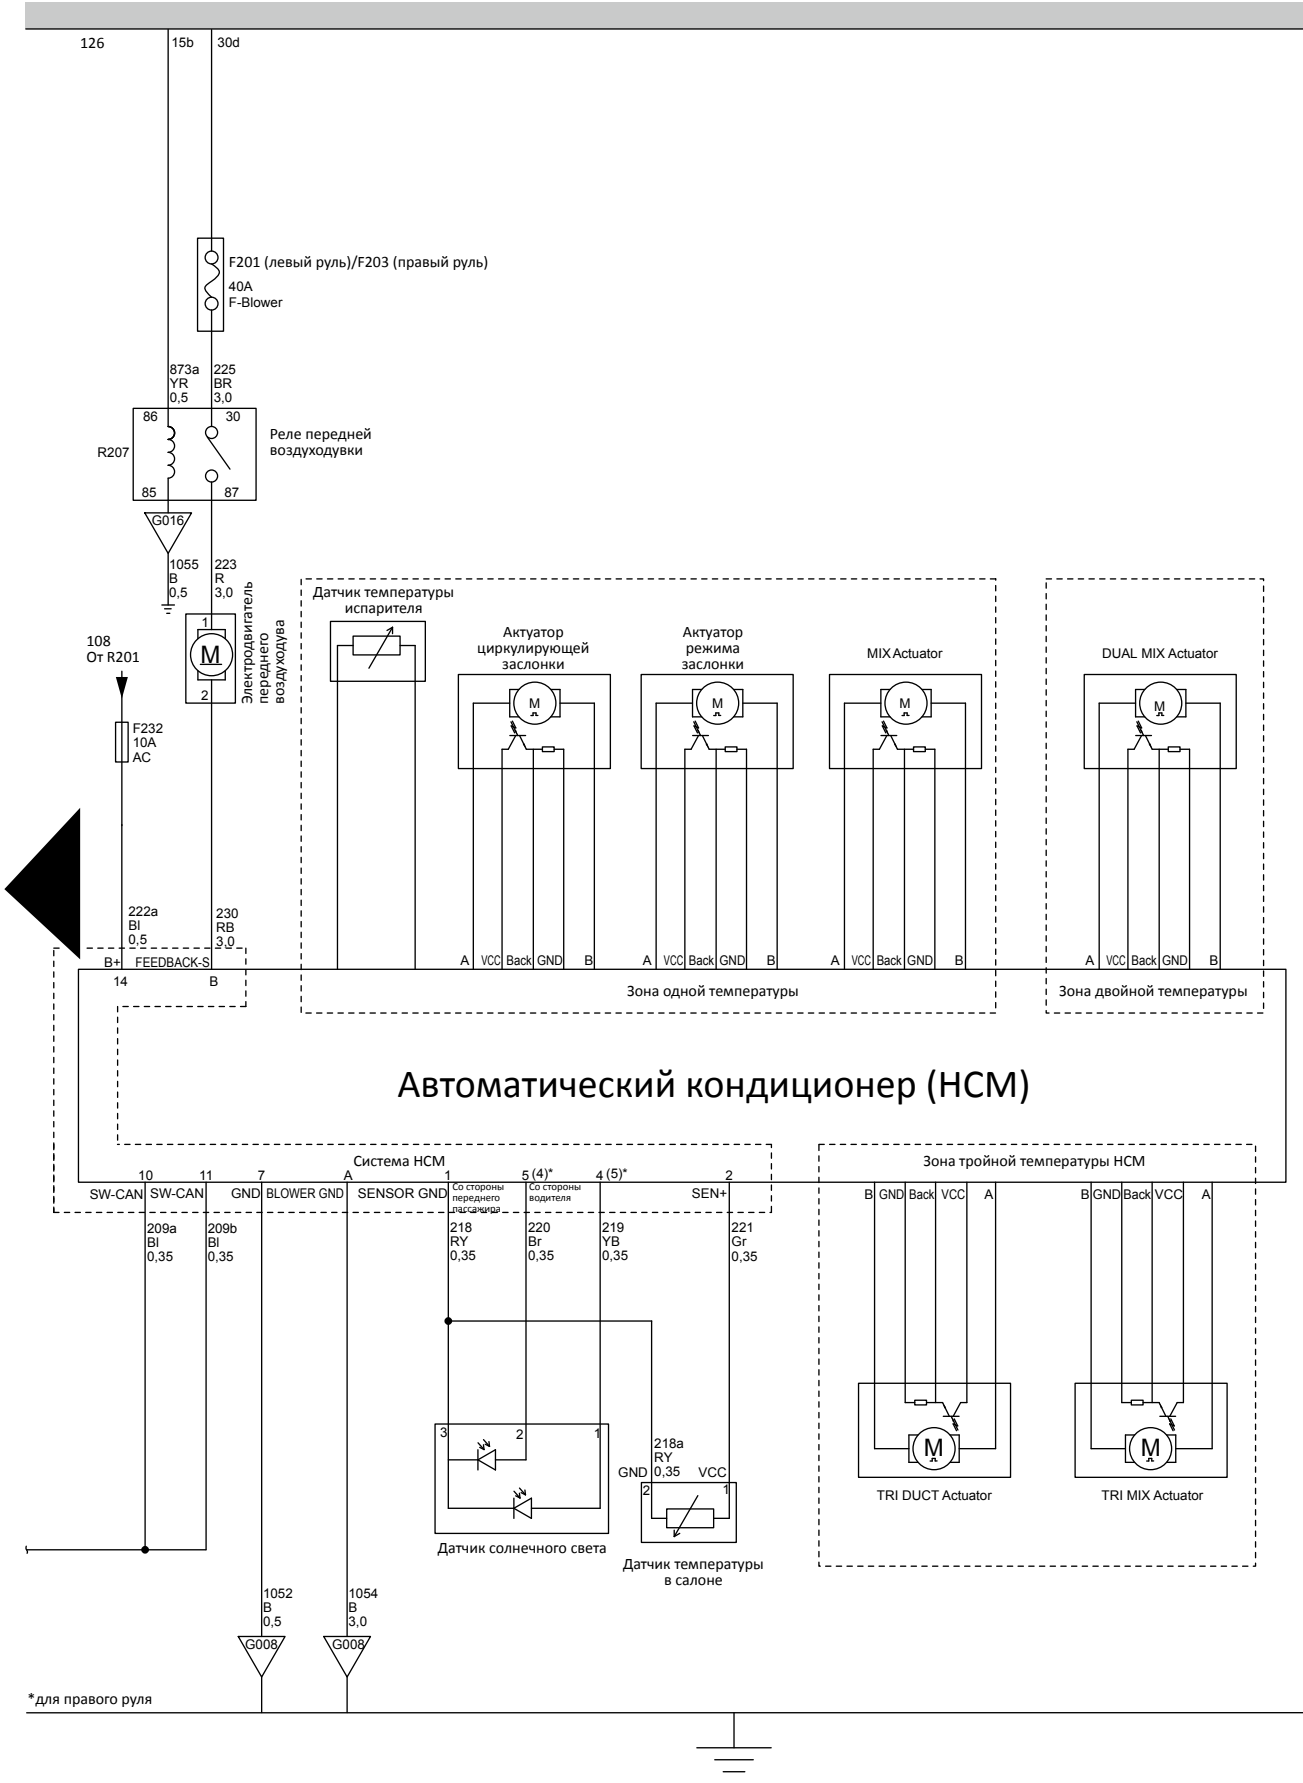 126
15b
30d
F201 (левый руль)/F203 (правый руль)
40A
F-Blower
873a
YR
0,5
225
BR
3,0
86
30
R207
Реле передней
воздуходувки
85
87
G016
1055
B
0,5
223
R
3,0
1
M
2
Электродвигатель
переднего
воздуходува
108
От R201
F232
10A
AC
Датчик температуры
испарителя
Актуатор
циркулирующей
заслонки
M
Актуатор
режима
заслонки
M
MIX Actuator
M
DUAL MIX Actuator
M
222a
Bl
0,5
230
RB
3,0
B+
FEEDBACK-S
14
B
A VCC Back GND B
A VCC Back GND B
A VCC Back GND B
A VCC Back GND B
Зона одной температуры
Зона двойной температуры
Автоматический кондиционер (HCM)
Система HCM
Зона тройной температуры HCM
10
11
7
A
1
5 (4)*
4 (5)*
2
SW-CAN
SW-CAN
GND
BLOWER GND
SENSOR GND
Со стороны
переднего
пассажира
Со стороны
водителя
SEN+
B GND Back VCC A
B GND Back VCC A
209a
Bl
0,35
209b
Bl
0,35
218
RY
0,35
220
Br
0,35
219
YB
0,35
221
Gr
0,35
3
2
1
Датчик солнечного света
218a
RY
0,35
GND
VCC
2
1
Датчик температуры
в салоне
M
TRI DUCT Actuator
M
TRI MIX Actuator
1052
B
0,5
1054
B
3,0
G008
G008
*для правого руля